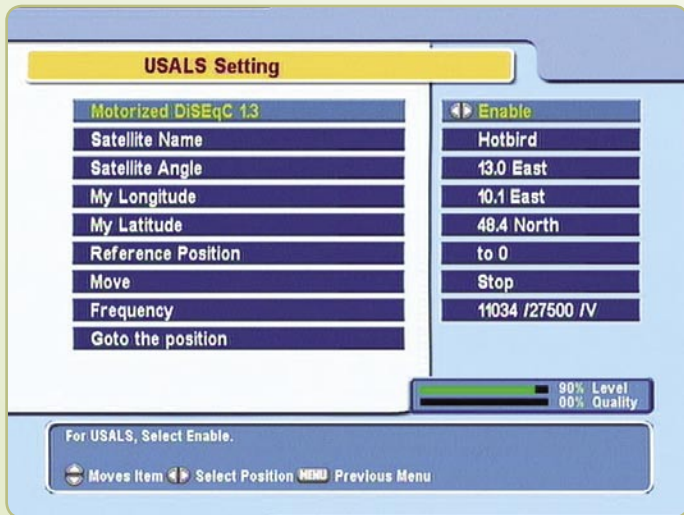 USALS Setting
Motorized DiSEqC 1.3 Enable
Satellite Name Hotbird
Satellite Angle 13.0 East
My Longitude 10.1 East
My Latitude 48.4 North
Reference Position to 0
Move Stop
Frequency 11034 /27500 /V
Goto the position
90% Level
00% Quality
For USALS, Select Enable.
Moves Item Select Position MENU Previous Menu